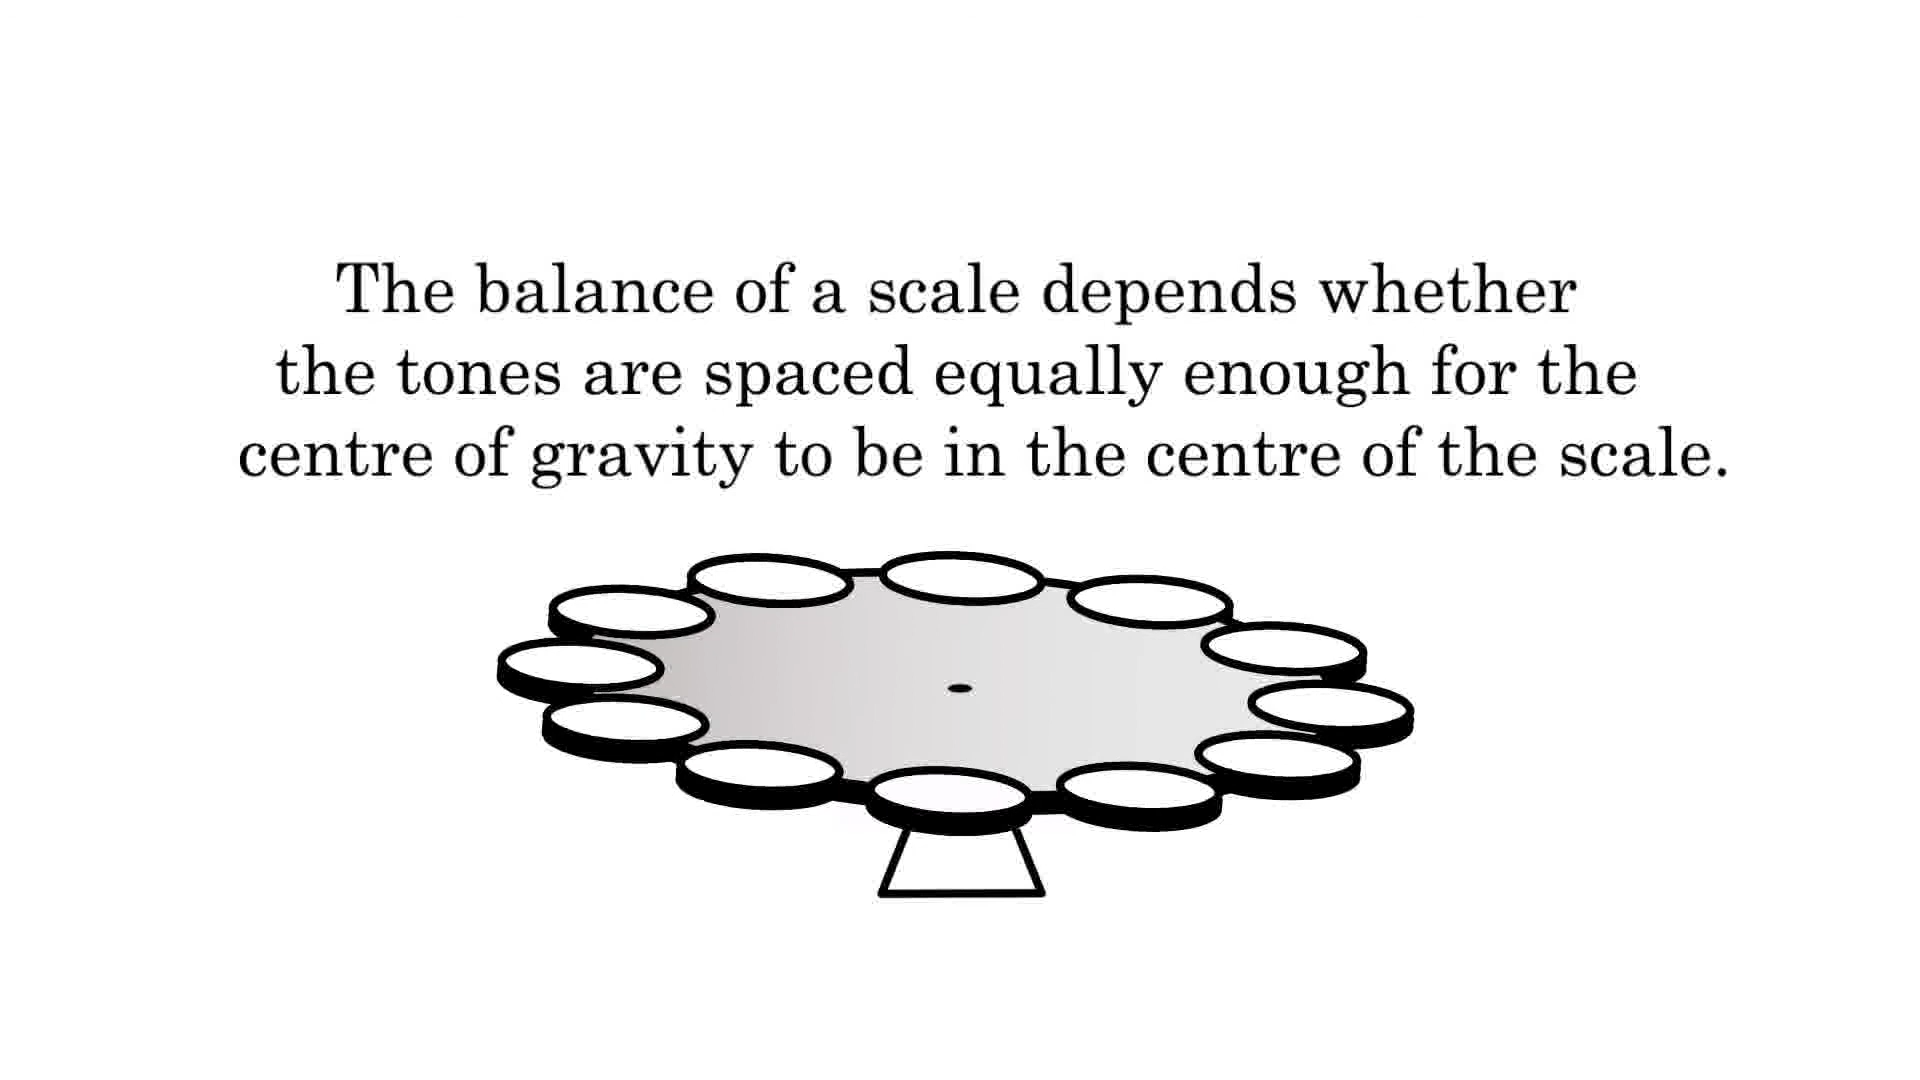 The balance of a scale depends whether
the tones are spaced equally enough for the
centre of gravity to be in the centre of the scale.